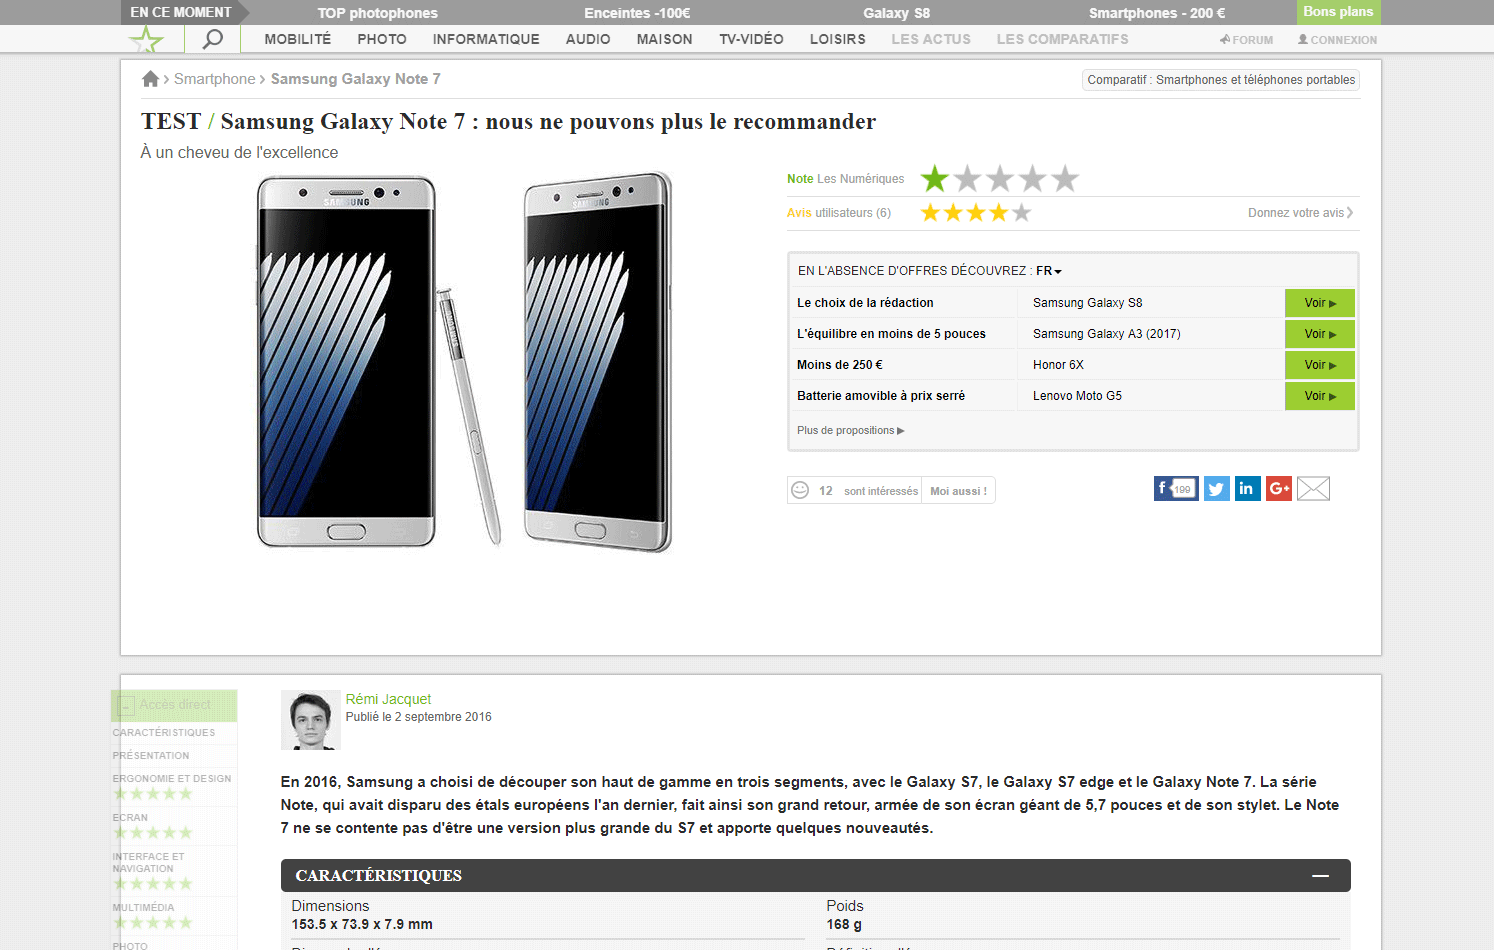 EN CE MOMENT
TOP photophones
Enceintes -100€
Galaxy S8
Smartphones - 200 €
Bons plans
MOBILITÉ
PHOTO
INFORMATIQUE
AUDIO
MAISON
TV-VIDÉO
LOISIRS
LES ACTUS
LES COMPARATIFS
FORUM
CONNEXION
Smartphone
Samsung Galaxy Note 7
Comparatif : Smartphones et téléphones portables
TEST / Samsung Galaxy Note 7 : nous ne pouvons plus le recommander
À un cheveu de l'excellence
SAMSUNG
SAMSUNG
SAMSUNG
Note Les Numériques
Avis utilisateurs (6)
Donnez votre avis
EN L'ABSENCE D'OFFRES DÉCOUVREZ : FR
Le choix de la rédaction
Samsung Galaxy S8
Voir
L'équilibre en moins de 5 pouces
Samsung Galaxy A3 (2017)
Voir
Moins de 250 €
Honor 6X
Voir
Batterie amovible à prix serré
Lenovo Moto G5
Voir
Plus de propositions
12 sont intéressés
Moi aussi !
f 199
in
G+
Accès direct
CARACTÉRISTIQUES
PRÉSENTATION
ERGONOMIE ET DESIGN
ECRAN
INTERFACE ET
NAVIGATION
MULTIMÉDIA
PHOTO
Rémi Jacquet
Publié le 2 septembre 2016
En 2016, Samsung a choisi de découper son haut de gamme en trois segments, avec le Galaxy S7, le Galaxy S7 edge et le Galaxy Note 7. La série
Note, qui avait disparu des étals européens l'an dernier, fait ainsi son grand retour, armée de son écran géant de 5,7 pouces et de son stylet. Le Note
7 ne se contente pas d'être une version plus grande du S7 et apporte quelques nouveautés.
CARACTÉRISTIQUES
Dimensions
153.5 x 73.9 x 7.9 mm
Poids
168 g